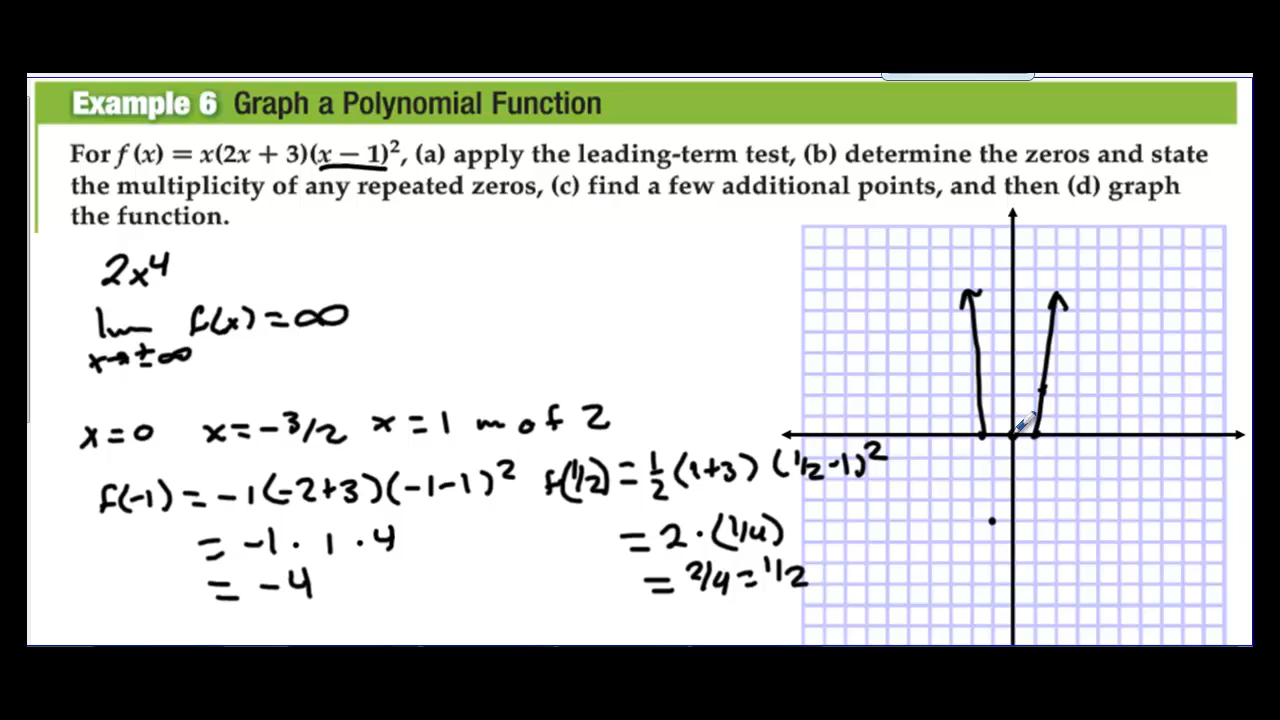 Example 6 Graph a Polynomial Function
For f(x) = x(2x + 3)(x − 1)², (a) apply the leading-term test, (b) determine the zeros and state
the multiplicity of any repeated zeros, (c) find a few additional points, and then (d) graph
the function.
2x⁴
lim f(x) = ∞
x→±∞
x=0 x=-3/2 x=1 m of 2
f(-1) = -1(-2+3)(-1-1)² f(1/2) = 1/2 (1+3) (1/2-1)²
= -1 · 1 · 4 = 2 · (1/4)
= -4 = 2/4 = 1/2